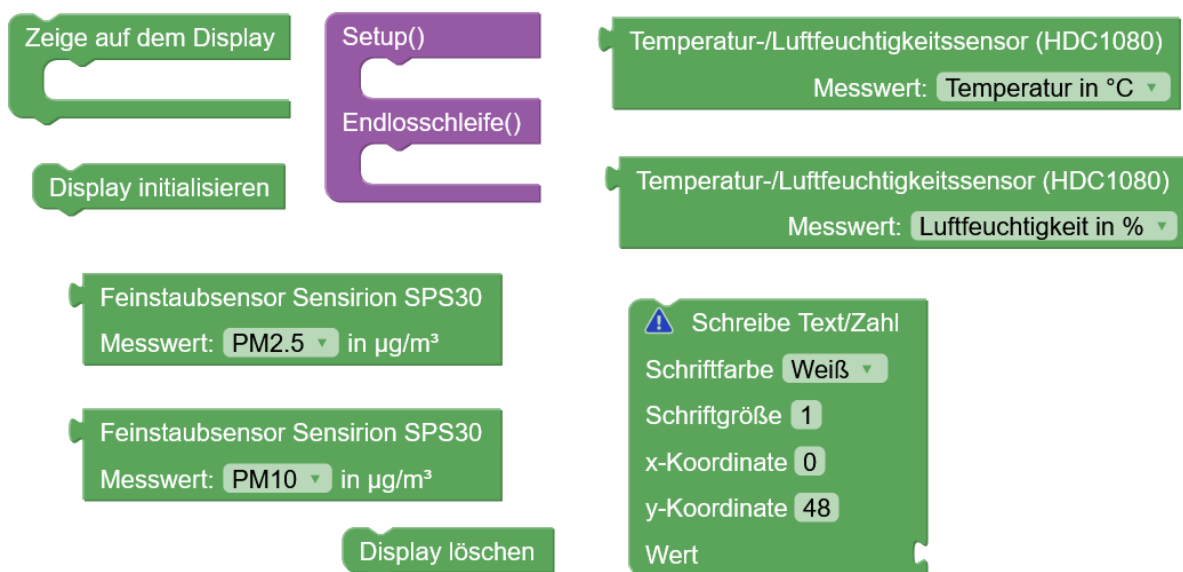 Zeige auf dem Display
Setup()
Endlosschleife()
Temperatur-/Luftfeuchtigkeitssensor (HDC1080)
Messwert: Temperatur in °C
Display initialisieren
Temperatur-/Luftfeuchtigkeitssensor (HDC1080)
Messwert: Luftfeuchtigkeit in %
Feinstaubsensor Sensirion SPS30
Messwert: PM2.5 in µg/m³
Feinstaubsensor Sensirion SPS30
Messwert: PM10 in µg/m³
Display löschen
Schreibe Text/Zahl
Schriftfarbe Weiß
Schriftgröße 1
x-Koordinate 0
y-Koordinate 48
Wert